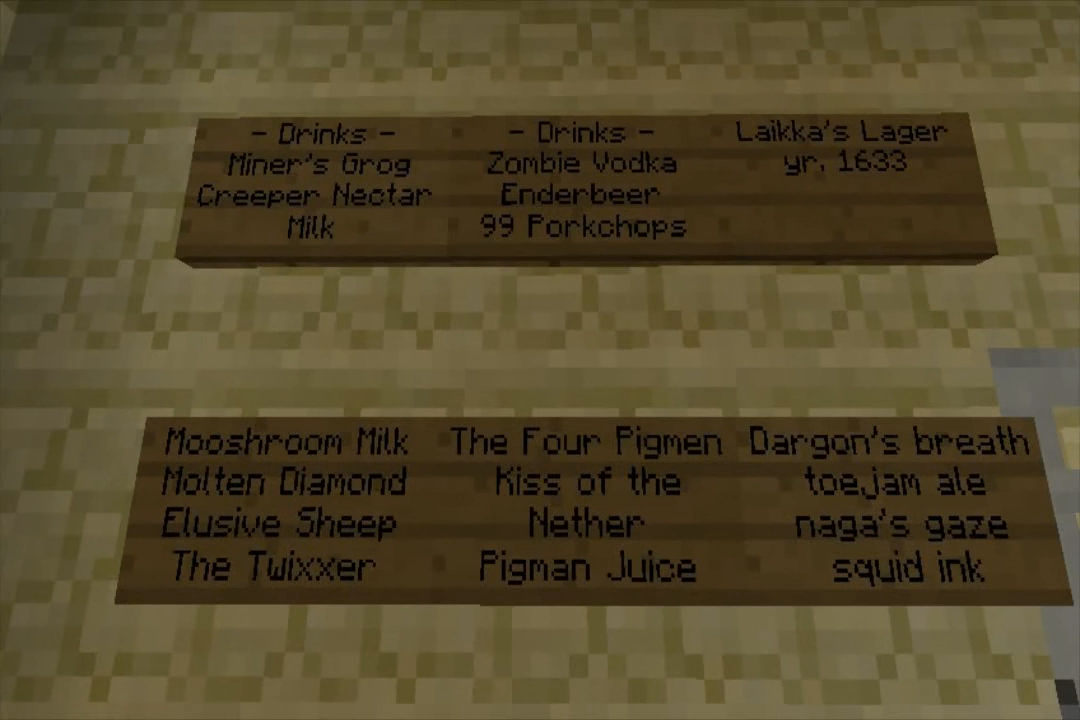 - Drinks -
Miner's Grog
Creeper Nectar
Milk
- Drinks -
Zombie Vodka
Enderbeer
99 Porkchops
Laikka's Lager
yr. 1633
Mooshroom Milk
Molten Diamond
Elusive Sheep
The Twixxer
The Four Pigmen
Kiss of the
Nether
Pigman Juice
Dargon's breath
toejam ale
naga's gaze
squid ink